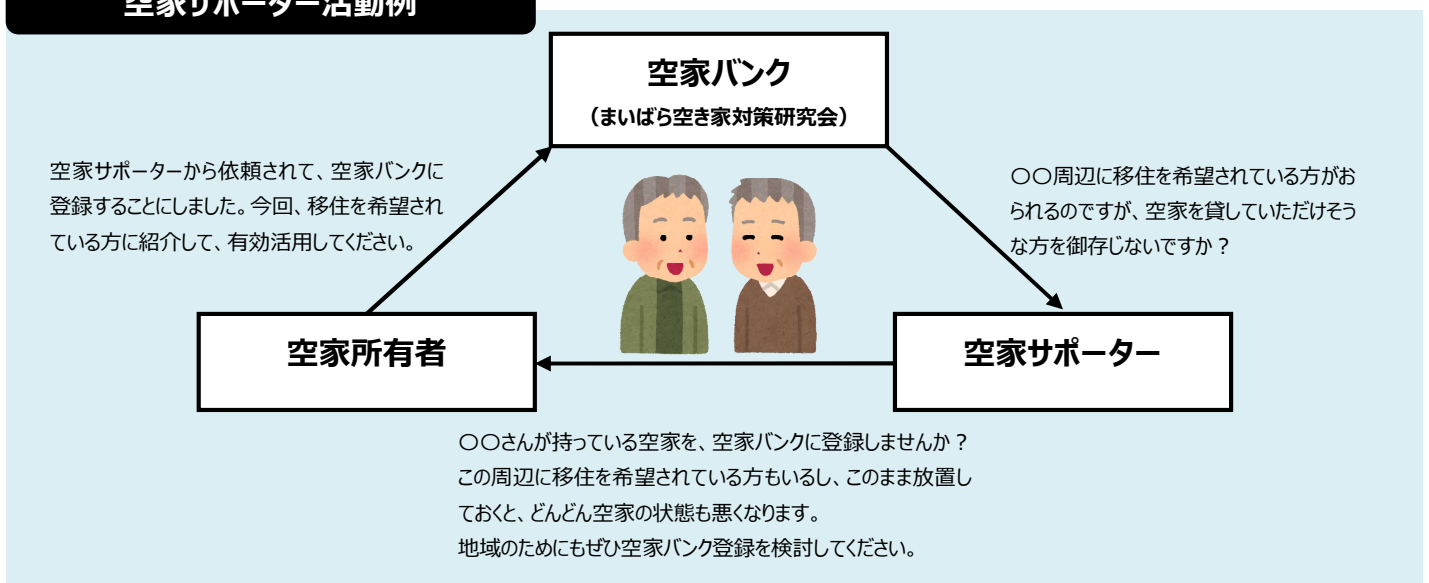 空家サポーター活動例
空家バンク
（まいばら空き家対策研究会）
空家サポーターから依頼されて、空家バンクに
登録することにしました。今回、移住を希望され
ている方に紹介して、有効活用してください。
〇〇周辺に移住を希望されている方がお
られるのですが、空家を貸していただけそう
な方を御存じないですか？
空家所有者
空家サポーター
〇〇さんが持っている空家を、空家バンクに登録しませんか？
この周辺に移住を希望されている方もいるし、このまま放置し
ておくと、どんどん空家の状態も悪くなります。
地域のためにもぜひ空家バンク登録を検討してください。